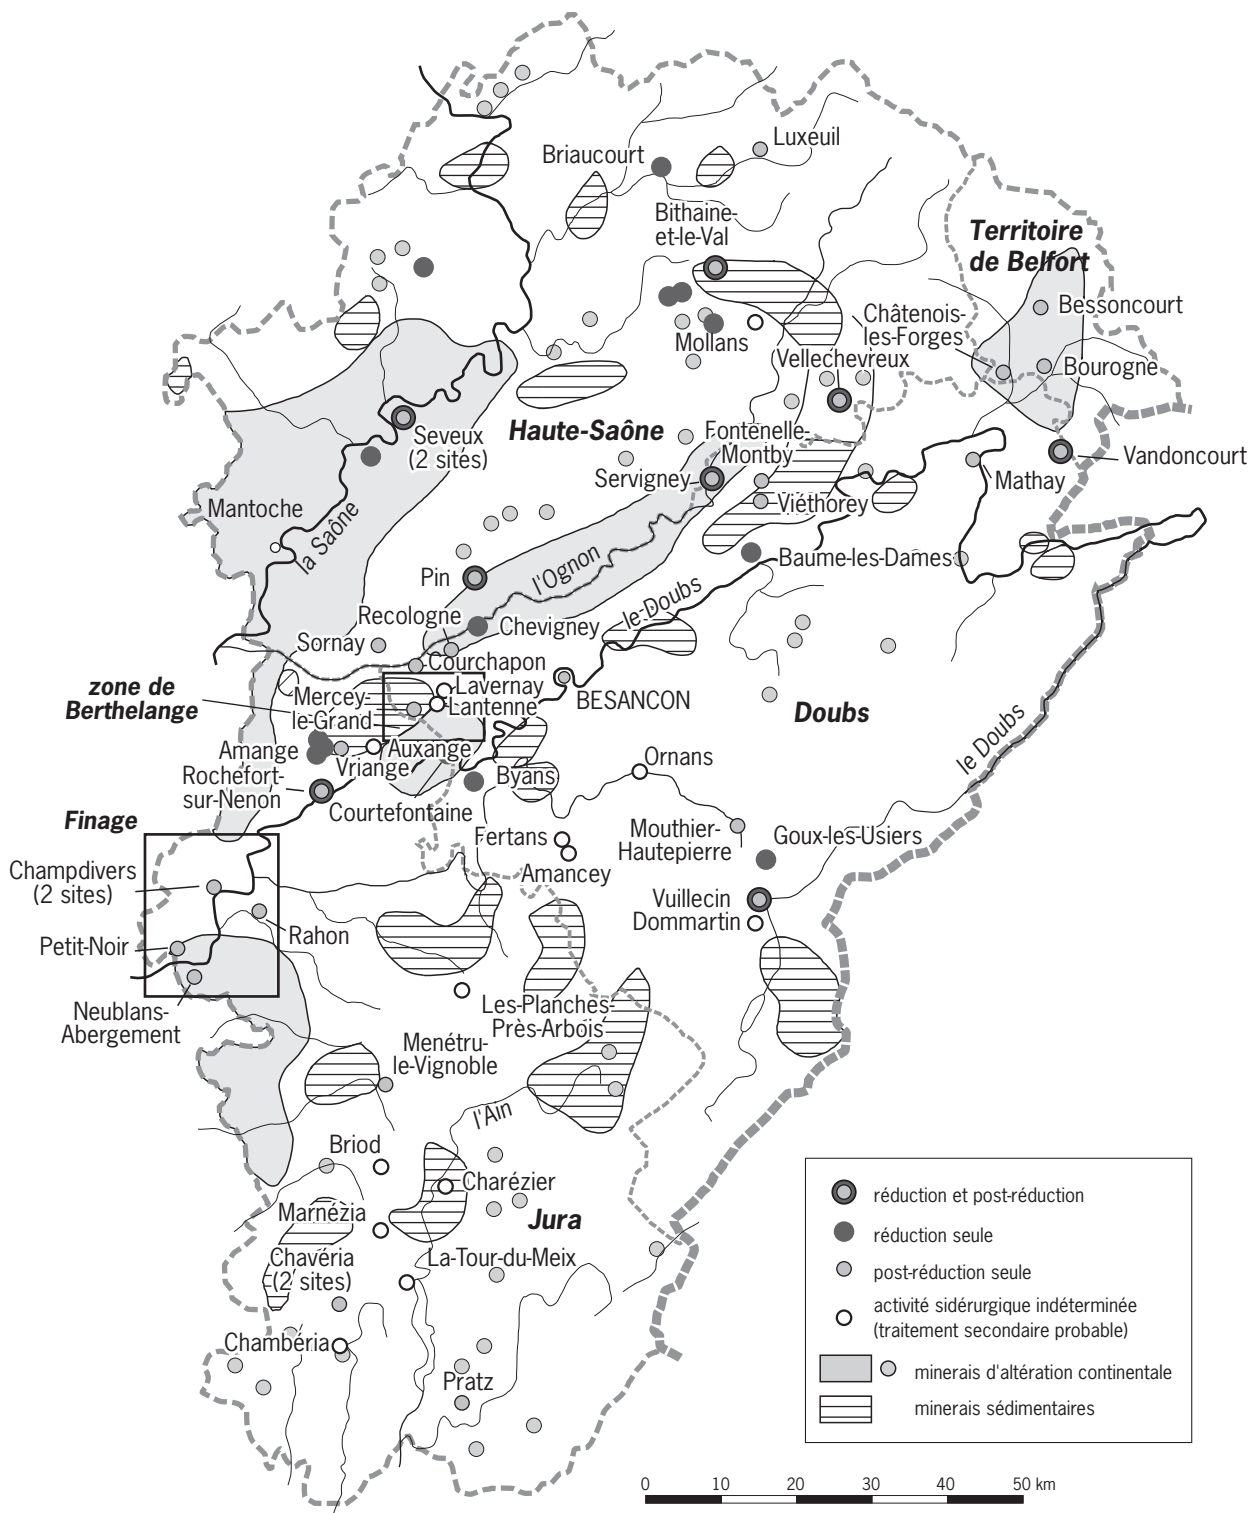 Luxeuil
Briaucourt
Bithaine-
et-le-Val
Territoire
de Belfort
Bessoncourt
Châtenois-
les-Forges
Mollans
Vellechevreux
Bourogne
Haute-Saône
Seveux
(2 sites)
Fontenelle-
Montby
Servigney
Vandoncourt
Mathay
Mantoche
la Saône
Viéthorey
Baume-les-Dames
Pin
l'Ognon
le Doubs
Recologne
Chevigney
Sornay
Courchapon
zone de
Berthelange
Mercey-
le-Grand
Lavernay
Lantenne
BESANCON
Doubs
le Doubs
Amange
Auxange
Vriange
Byans
Ornans
Rochefort-
sur-Nenon
Courtefontaine
Finage
Fertans
Mouthier-
Hautepierre
Goux-les-Usiers
Amancey
Champdivers
(2 sites)
Vuillecin
Dommartin
Petit-Noir
Rahon
Neublans-
Abergement
Les-Planches-
Près-Arbois
Menétru-
le-Vignoble
l'Ain
Briod
Charézier
Marnézia
Jura
Chavéria
(2 sites)
La-Tour-du-Meix
Chambéria
Pratz
réduction et post-réduction
réduction seule
post-réduction seule
activité sidérurgique indéterminée
(traitement secondaire probable)
minerais d'altération continentale
minerais sédimentaires
0 10 20 30 40 50 km